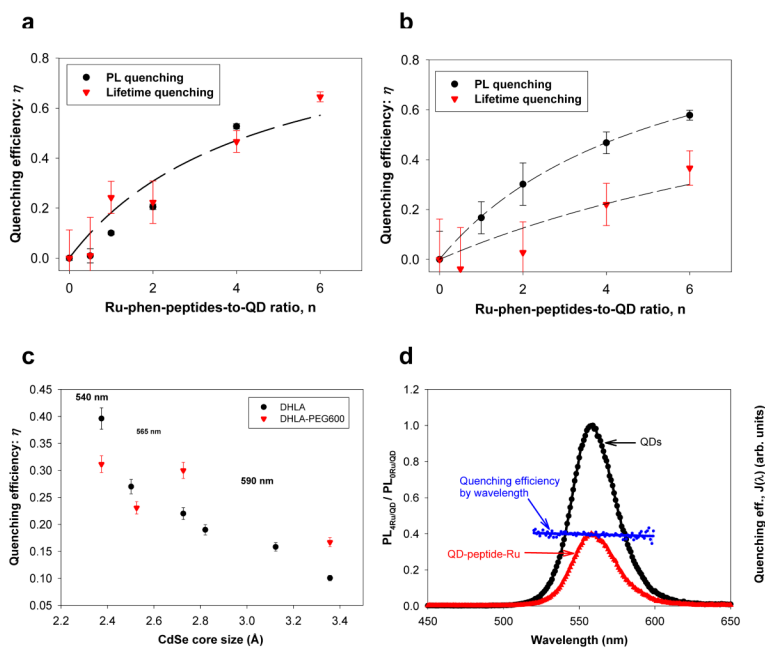 a
Quenching efficiency: η
0.8
0.6
0.4
0.2
0.0
PL quenching
Lifetime quenching
0 2 4 6
Ru-phen-peptides-to-QD ratio, n
b
Quenching efficiency: η
0.8
0.6
0.4
0.2
0.0
PL quenching
Lifetime quenching
0 2 4 6
Ru-phen-peptides-to-QD ratio, n
c
Quenching efficiency: η
0.45
0.40
0.35
0.30
0.25
0.20
0.15
0.10
0.05
540 nm
565 nm
590 nm
DHLA
DHLA-PEG600
2.2 2.4 2.6 2.8 3.0 3.2 3.4 3.6
CdSe core size (Å)
d
PL4Ru/QD / PL0Ru/QD
1.2
1.0
0.8
0.6
0.4
0.2
0.0
QDs
Quenching efficiency
by wavelength
QD-peptide-Ru
450 500 550 600 650
Wavelength (nm)
Quenching eff., J(λ) (arb. units)